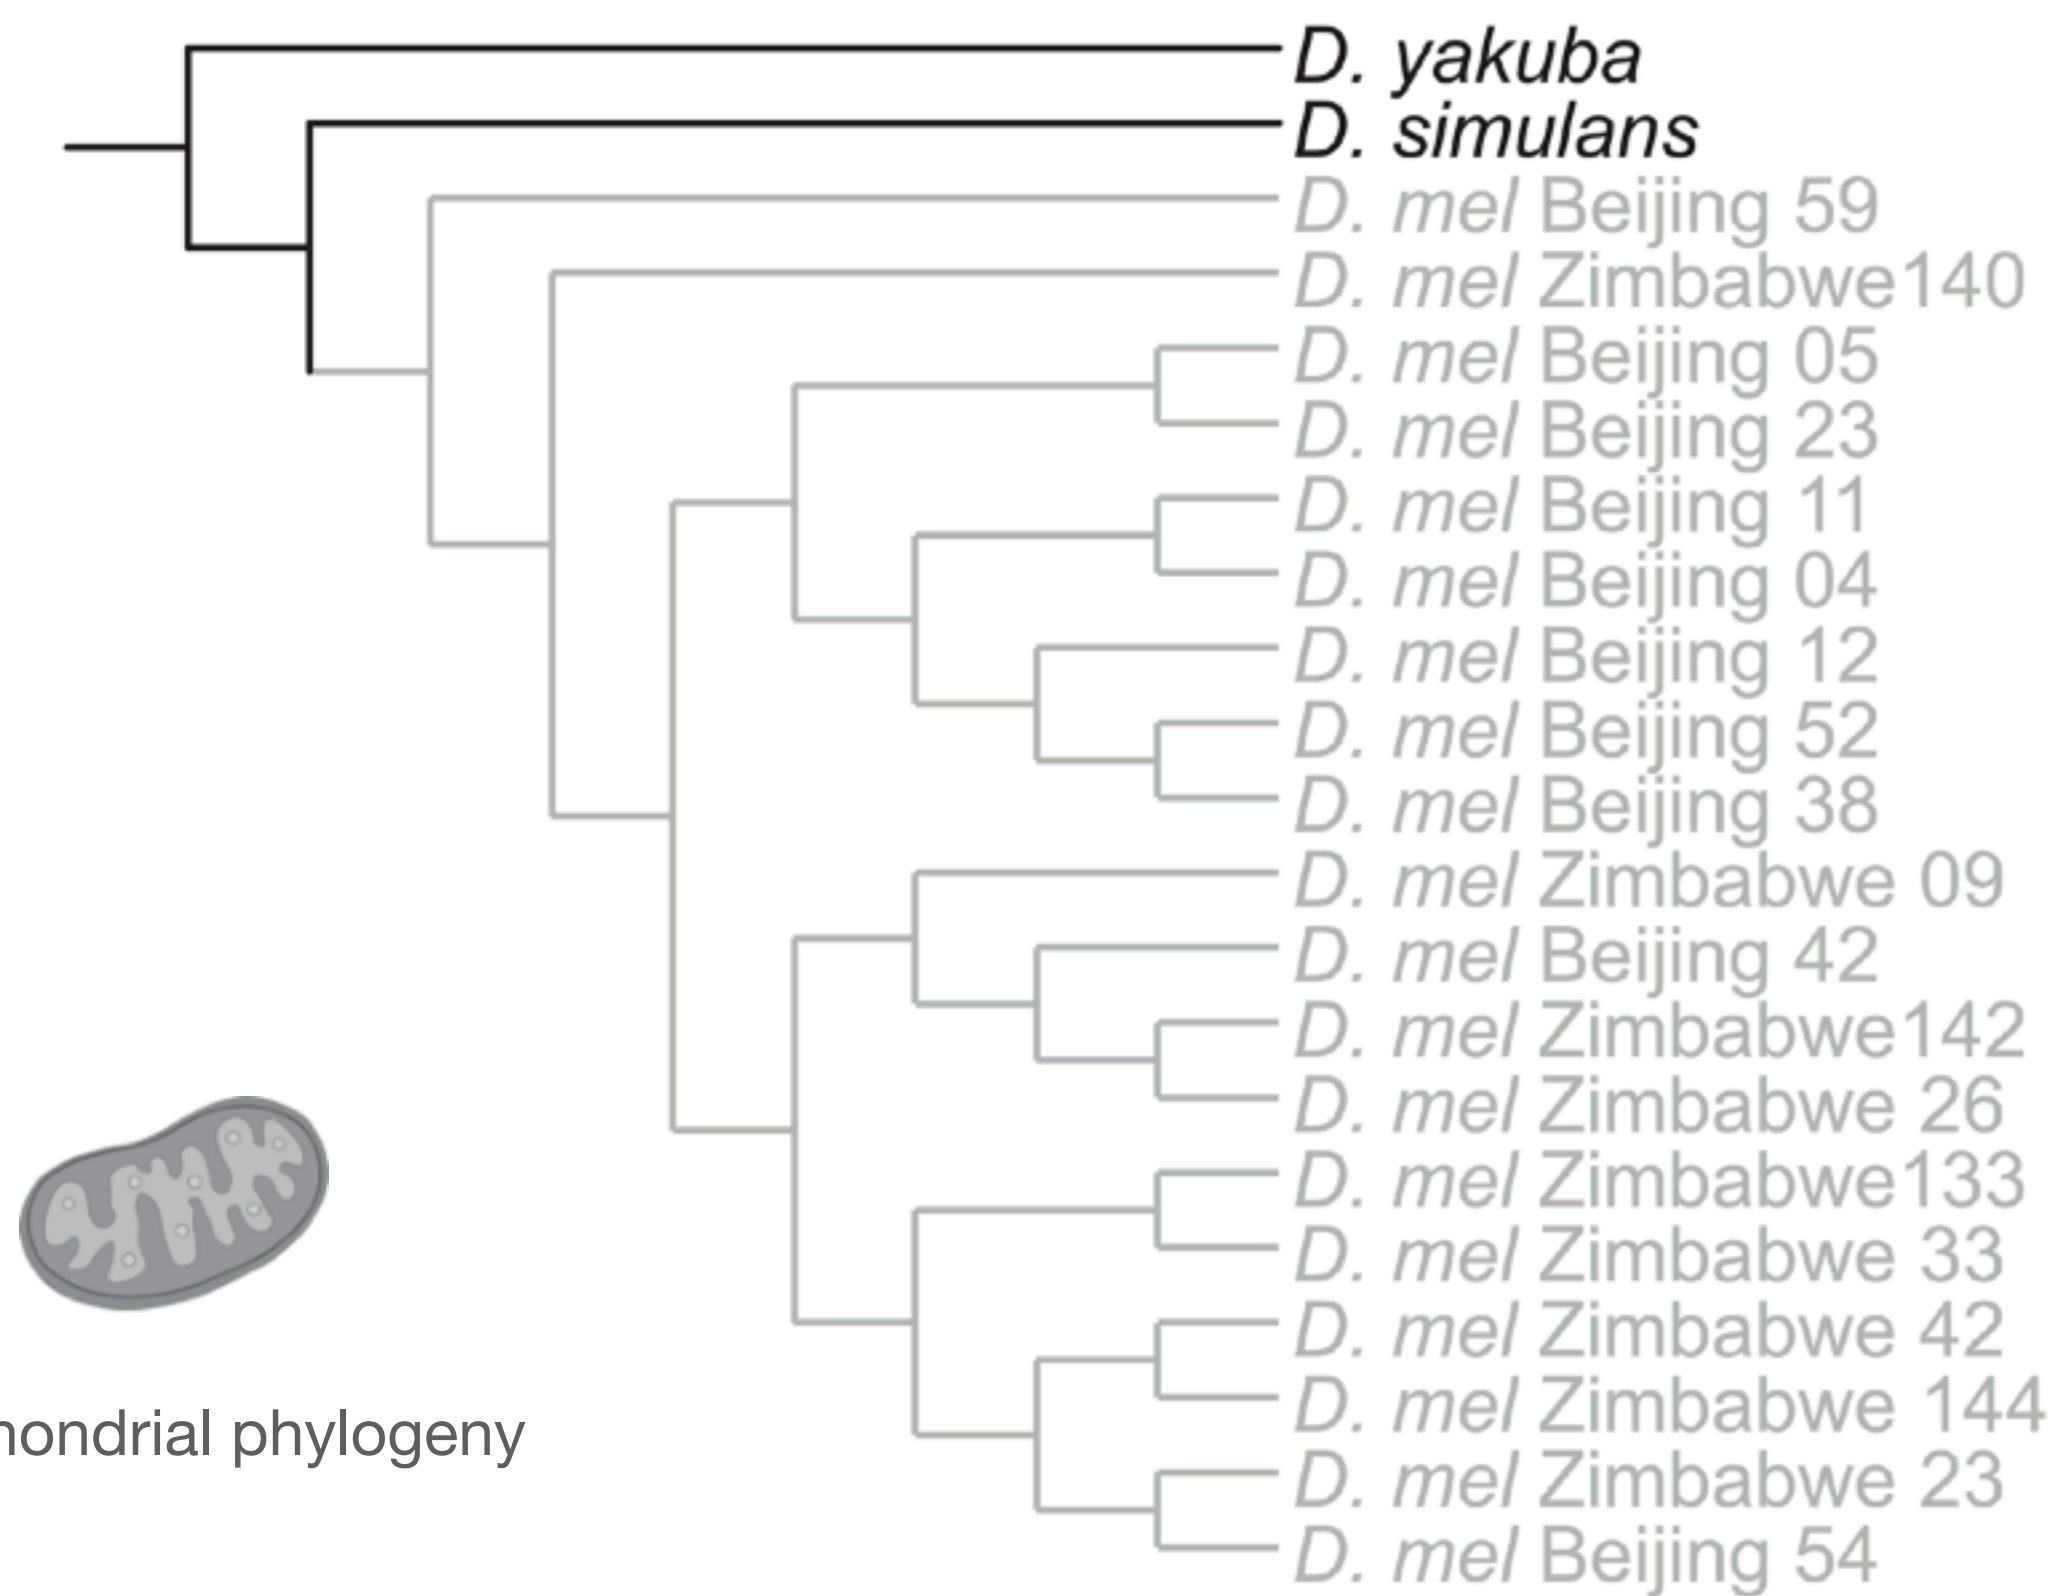 D. yakuba
D. simulans
D. mel Beijing 59
D. mel Zimbabwe140
D. mel Beijing 05
D. mel Beijing 23
D. mel Beijing 11
D. mel Beijing 04
D. mel Beijing 12
D. mel Beijing 52
D. mel Beijing 38
D. mel Zimbabwe 09
D. mel Beijing 42
D. mel Zimbabwe142
D. mel Zimbabwe 26
D. mel Zimbabwe133
D. mel Zimbabwe 33
D. mel Zimbabwe 42
D. mel Zimbabwe 144
D. mel Zimbabwe 23
D. mel Beijing 54
phylogeny